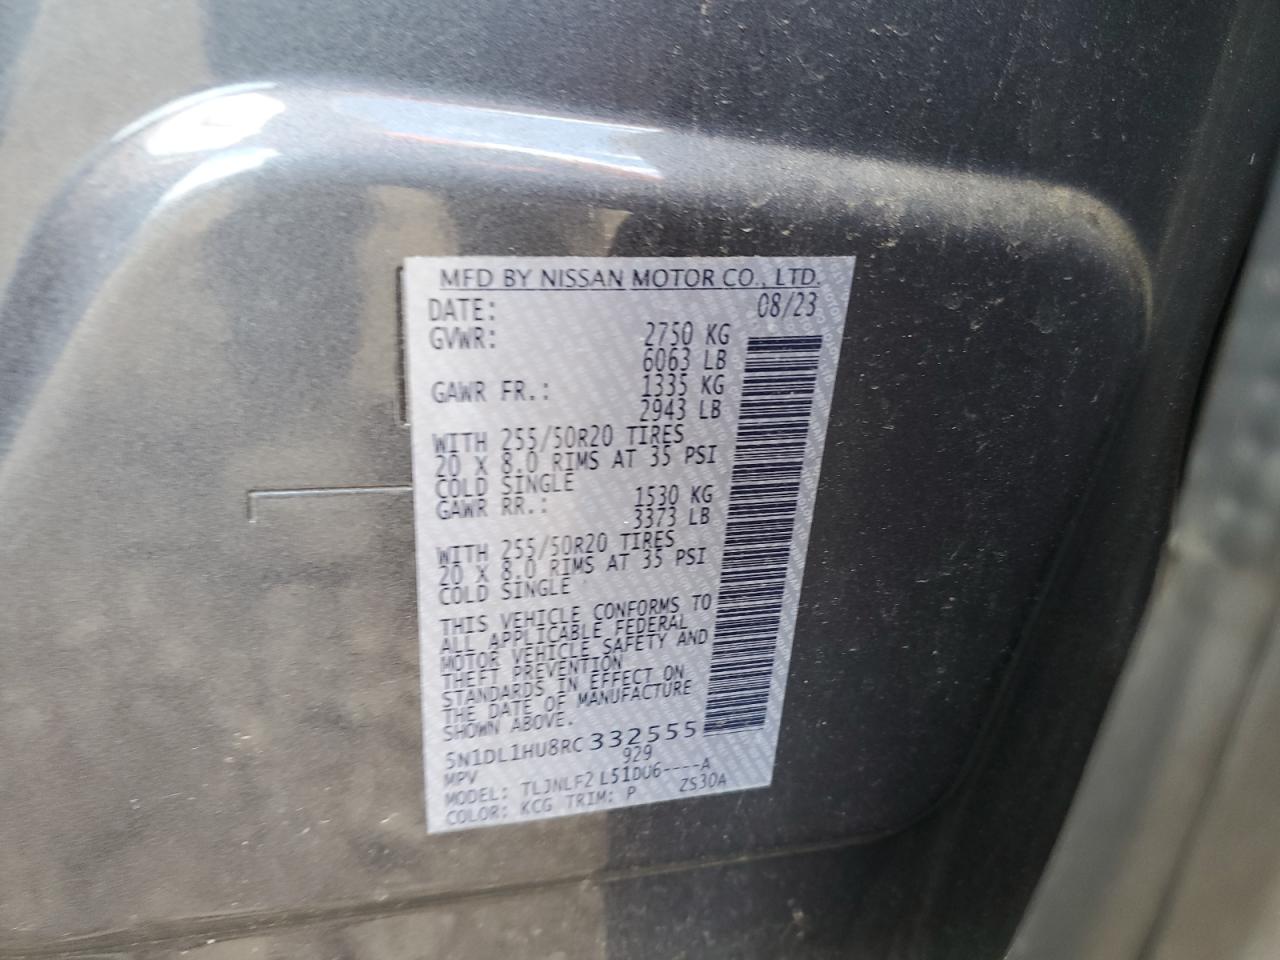 MFD BY NISSAN MOTOR CO., LTD.
DATE: 08/23
GVWR: 2750 KG
6063 LB
GAWR FR.: 1335 KG
2943 LB
WITH 255/50R20 TIRES
20 X 8.0 RIMS AT 35 PSI
COLD SINGLE
GAWR RR.: 1530 KG
3373 LB
WITH 255/50R20 TIRES
20 X 8.0 RIMS AT 35 PSI
COLD SINGLE
THIS VEHICLE CONFORMS TO
ALL APPLICABLE FEDERAL
MOTOR VEHICLE SAFETY AND
THEFT PREVENTION
STANDARDS IN EFFECT ON
THE DATE OF MANUFACTURE
SHOWN ABOVE.
5N1DL1HU8RC332555
MPV 929
MODEL: TLJNLF2 L51DU6----A
COLOR: KCG TRIM: P ZS30A